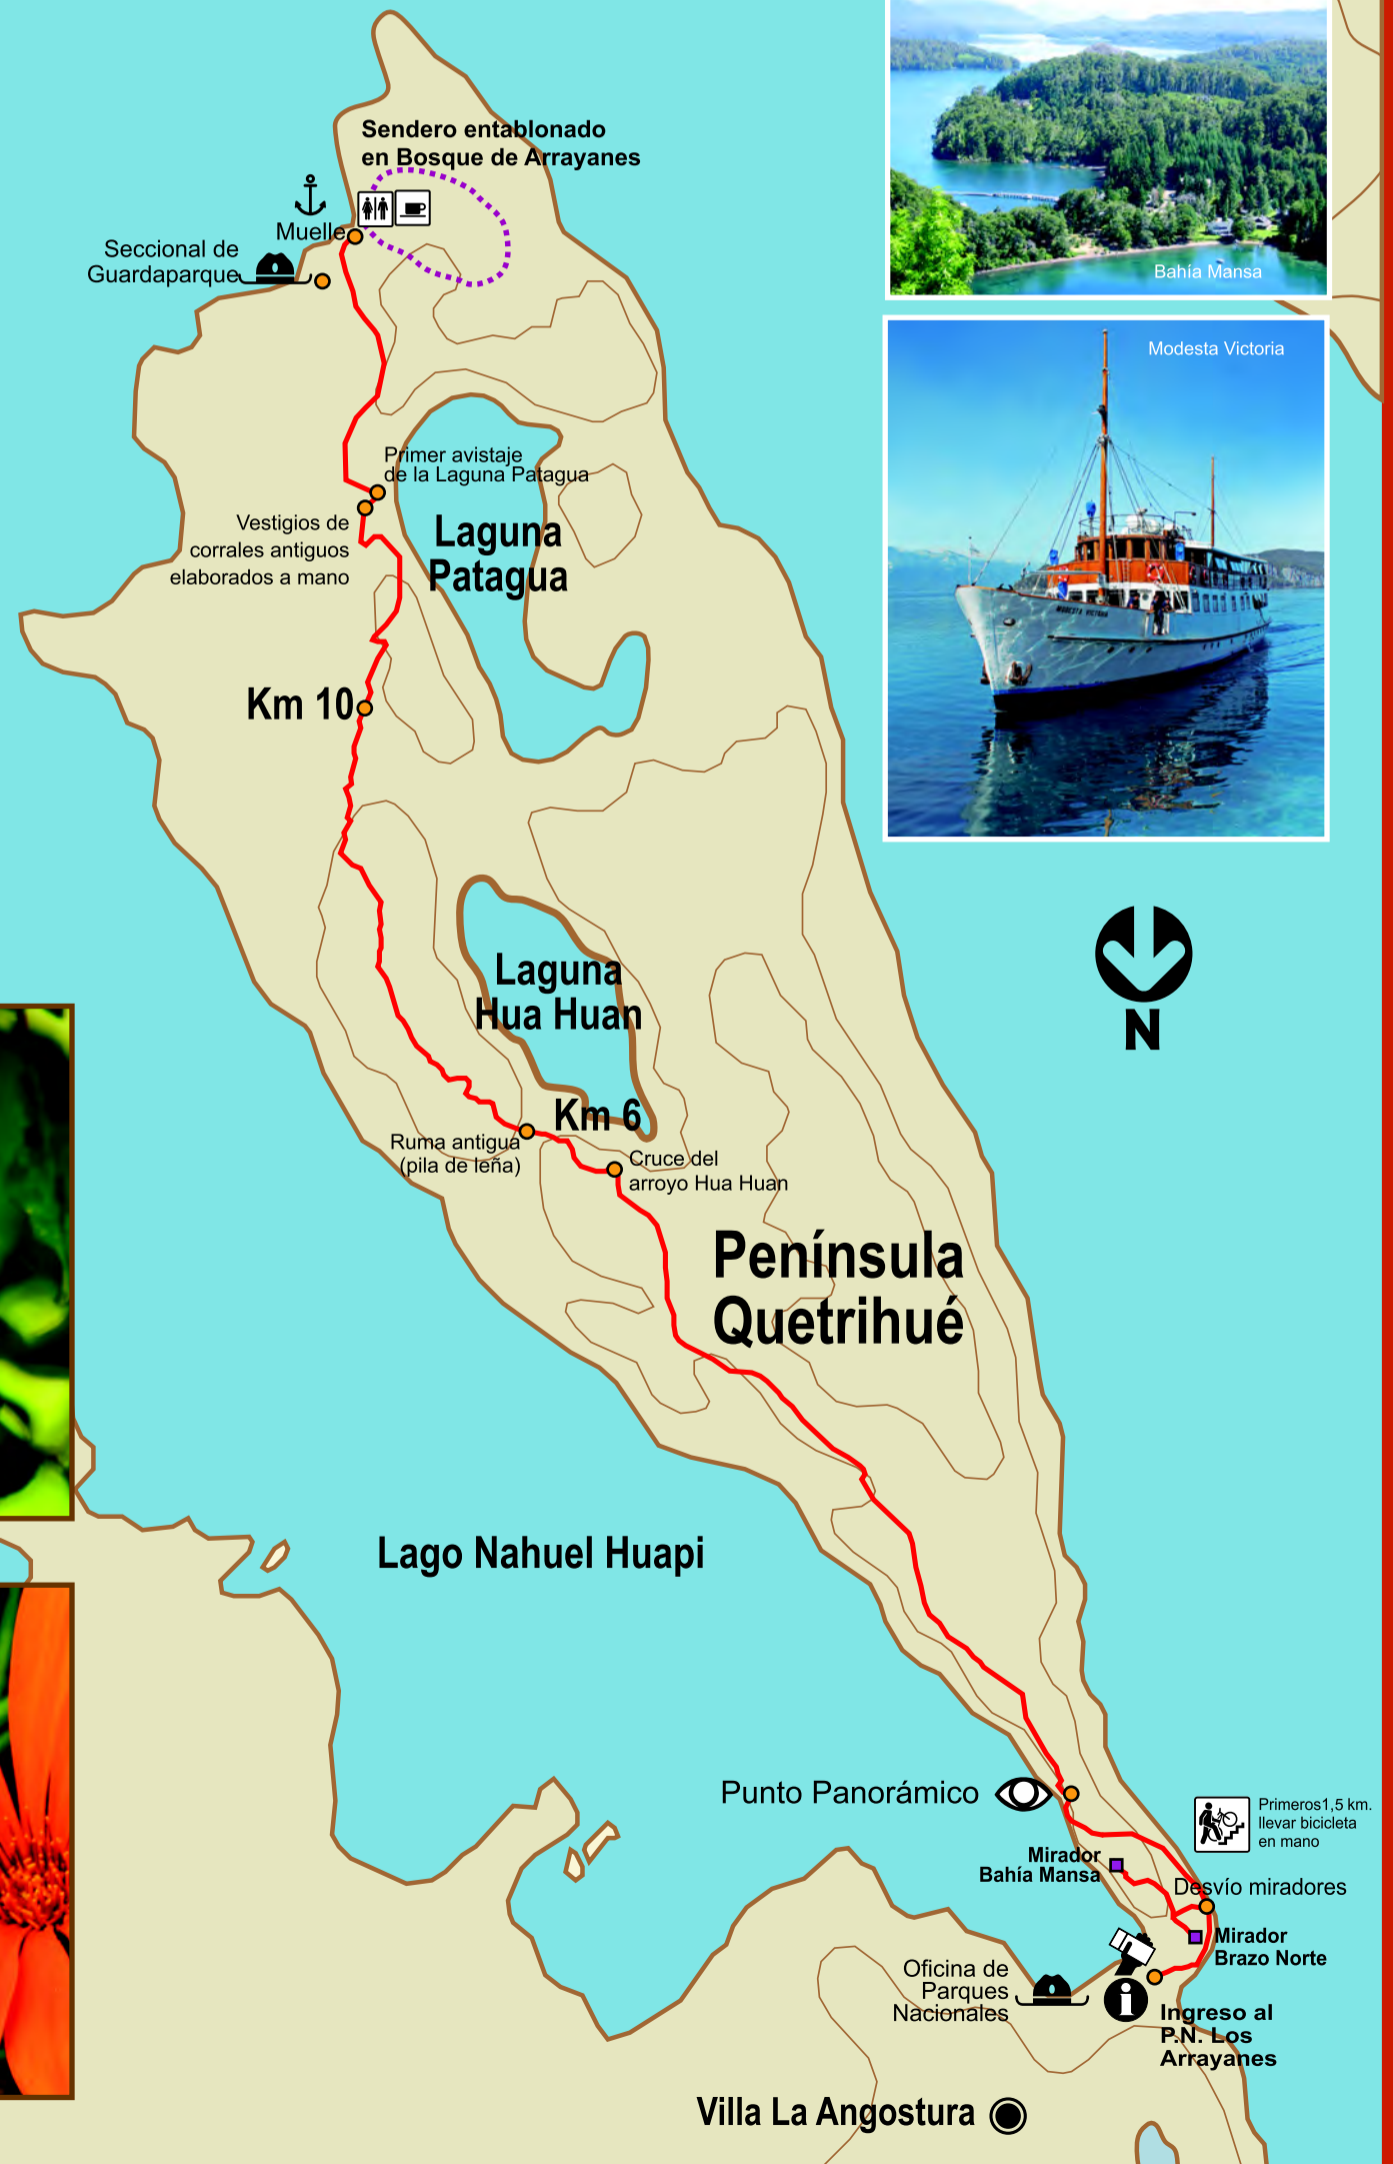 Sendero entablonado
en Bosque de Arrayanes
Muelle
Seccional de
Guardaparque
Bahía Mansa
Modesta Victoria
Primer avistaje
de la Laguna Patagua
Vestigios de
corrales antiguos
elaborados a mano
Laguna
Patagua
MODESTA VICTORIA
Km 10
Laguna
Hua Huan
N
Km 6
Ruma antigua
(pila de leña)
Cruce del
arroyo Hua Huan
Península
Quetrihué
Lago Nahuel Huapi
Punto Panorámico
Primeros1,5 km.
llevar bicicleta
en mano
Mirador
Bahía Mansa
Desvío miradores
Mirador
Brazo Norte
Oficina de
Parques
Nacionales
i
Ingreso al
P.N. Los
Arrayanes
Villa La Angostura